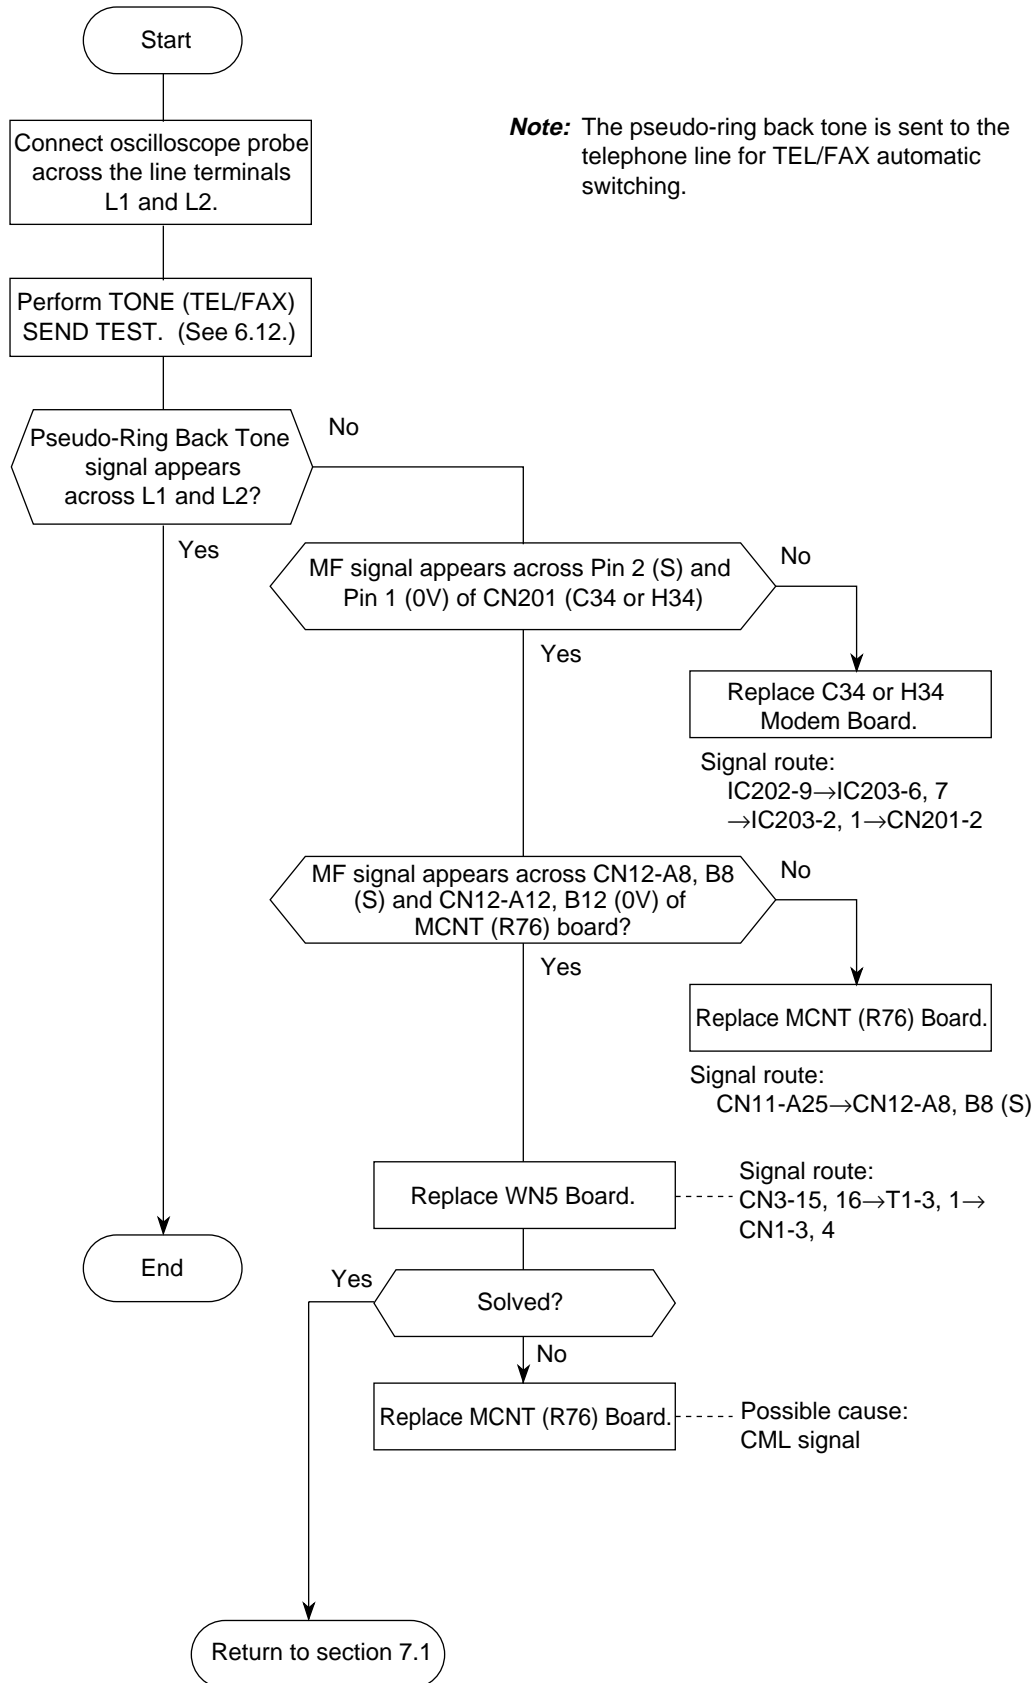 Start
Note: The pseudo-ring back tone is sent to the
telephone line for TEL/FAX automatic
switching.
Connect oscilloscope probe
across the line terminals
L1 and L2.
Perform TONE (TEL/FAX)
SEND TEST. (See 6.12.)
Pseudo-Ring Back Tone
signal appears
across L1 and L2?
No
Yes
MF signal appears across Pin 2 (S) and
Pin 1 (0V) of CN201 (C34 or H34)
No
Yes
Replace C34 or H34
Modem Board.
Signal route:
IC202-9→IC203-6, 7
→IC203-2, 1→CN201-2
MF signal appears across CN12-A8, B8
(S) and CN12-A12, B12 (0V) of
MCNT (R76) board?
No
Yes
Replace MCNT (R76) Board.
Signal route:
CN11-A25→CN12-A8, B8 (S)
Replace WN5 Board.
Signal route:
CN3-15, 16→T1-3, 1→
CN1-3, 4
End
Yes
Solved?
No
Replace MCNT (R76) Board.
Possible cause:
CML signal
Return to section 7.1